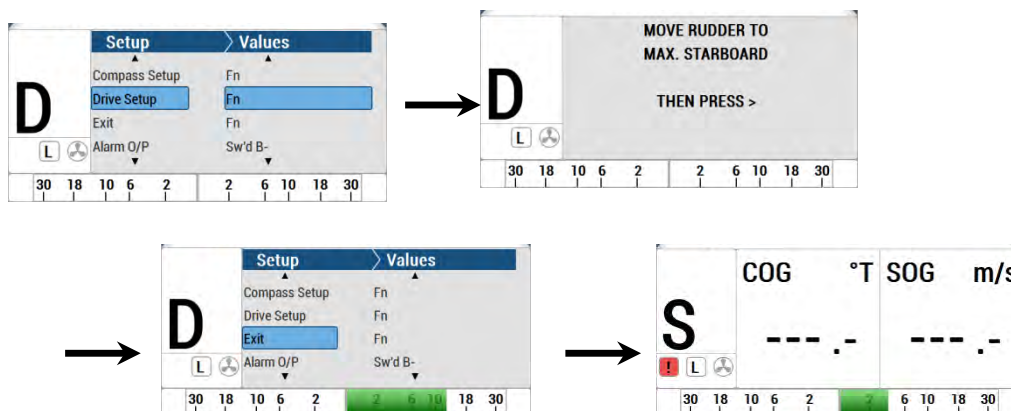 Setup Values
Compass Setup Fn
Drive Setup Fn
Exit Fn
Alarm O/P Sw'd B-
D
L
30 18 10 6 2 2 6 10 18 30
MOVE RUDDER TO
MAX. STARBOARD
THEN PRESS >
D
L
30 18 10 6 2 2 6 10 18 30
Setup Values
Compass Setup Fn
Drive Setup Fn
Exit Fn
Alarm O/P Sw'd B-
D
L
30 18 10 6 2 2 6 10 18 30
COG °T SOG m/s
S ---.- ---.-
! L
30 18 10 6 2 2 6 10 18 30